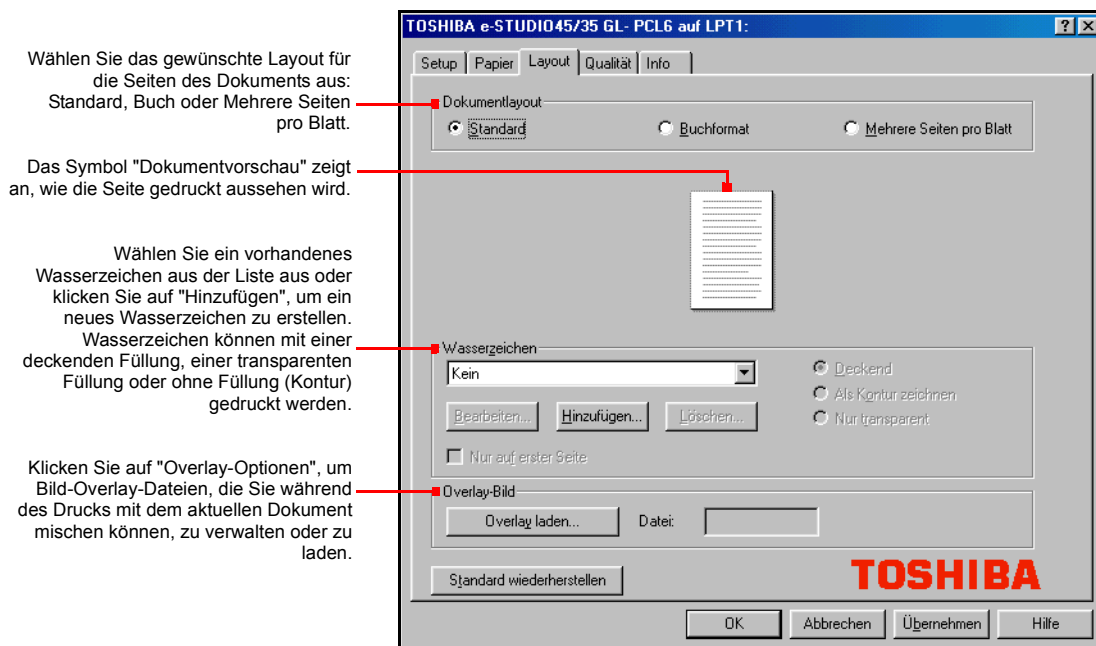 Wählen Sie das gewünschte Layout für
die Seiten des Dokuments aus:
Standard, Buch oder Mehrere Seiten
pro Blatt.
Das Symbol "Dokumentvorschau" zeigt
an, wie die Seite gedruckt aussehen wird.
Wählen Sie ein vorhandenes
Wasserzeichen aus der Liste aus oder
klicken Sie auf "Hinzufügen", um ein
neues Wasserzeichen zu erstellen.
Wasserzeichen können mit einer
deckenden Füllung, einer transparenten
Füllung oder ohne Füllung (Kontur)
gedruckt werden.
Klicken Sie auf "Overlay-Optionen", um
Bild-Overlay-Dateien, die Sie während
des Drucks mit dem aktuellen Dokument
mischen können, zu verwalten oder zu
laden.
TOSHIBA e-STUDIO45/35 GL- PCL6 auf LPT1:
Setup Papier Layout Qualität Info
Dokumentlayout
Standard Buchformat Mehrere Seiten pro Blatt
Wasserzeichen
Kein
Deckend
Als Kontur zeichnen
Nur transparent
Bearbeiten... Hinzufügen... Löschen...
Nur auf erster Seite
Overlay-Bild
Overlay laden... Datei:
Standard wiederherstellen
TOSHIBA
OK Abbrechen Übernehmen Hilfe